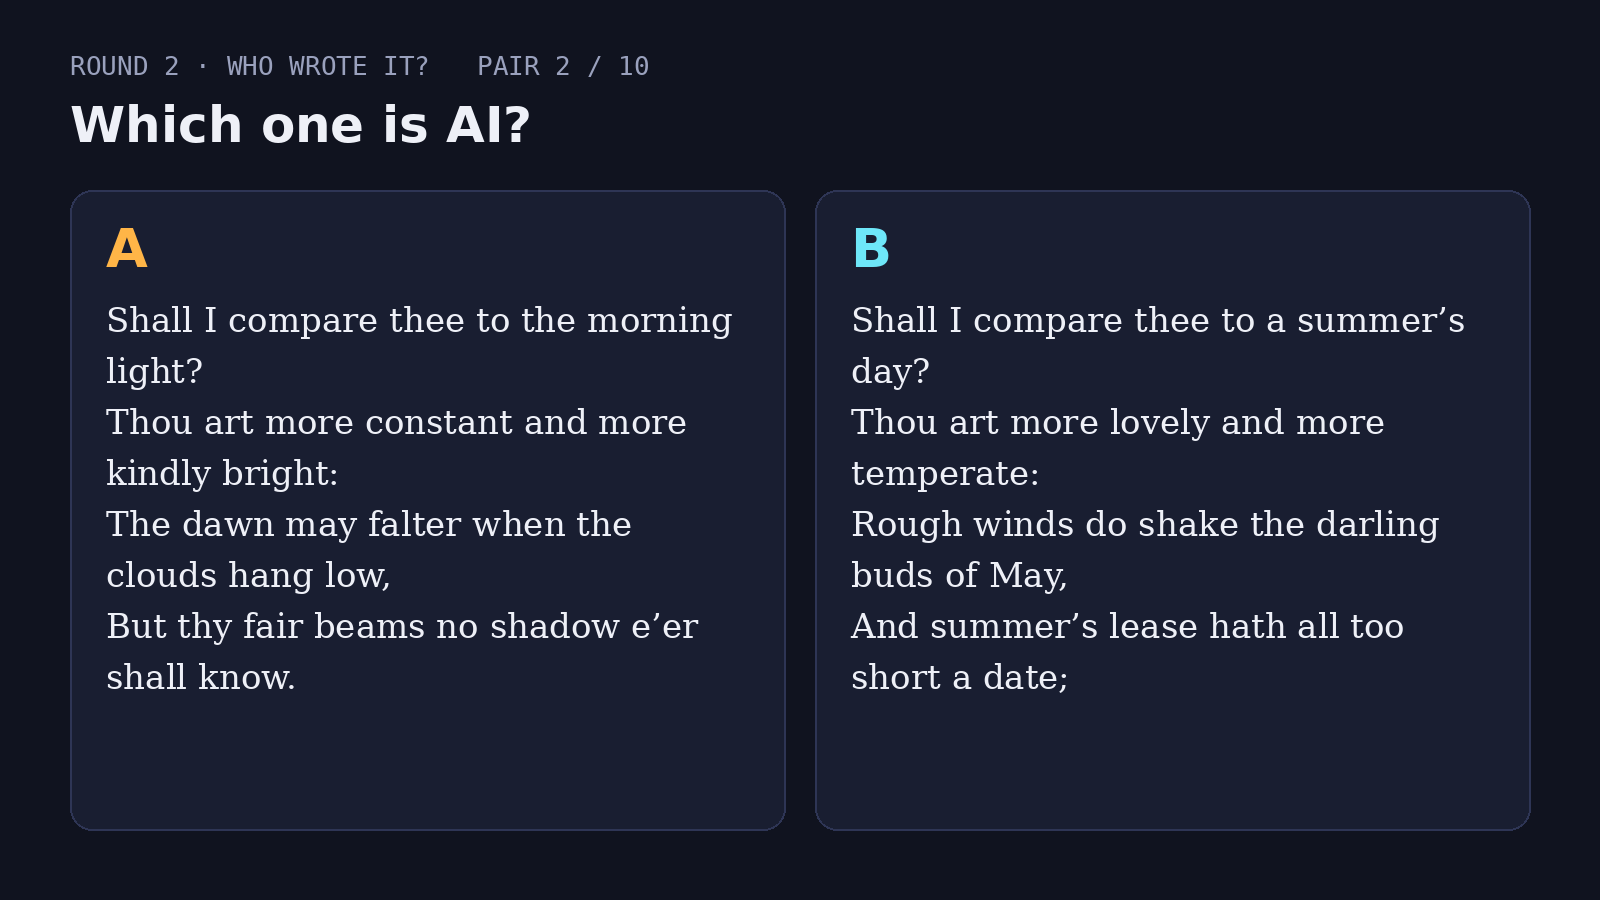 ROUND 2 · WHO WROTE IT?   PAIR 2 / 10
Which one is AI?
A
Shall I compare thee to the morning
light?
Thou art more constant and more
kindly bright:
The dawn may falter when the
clouds hang low,
But thy fair beams no shadow e’er
shall know.
B
Shall I compare thee to a summer’s
day?
Thou art more lovely and more
temperate:
Rough winds do shake the darling
buds of May,
And summer’s lease hath all too
short a date;